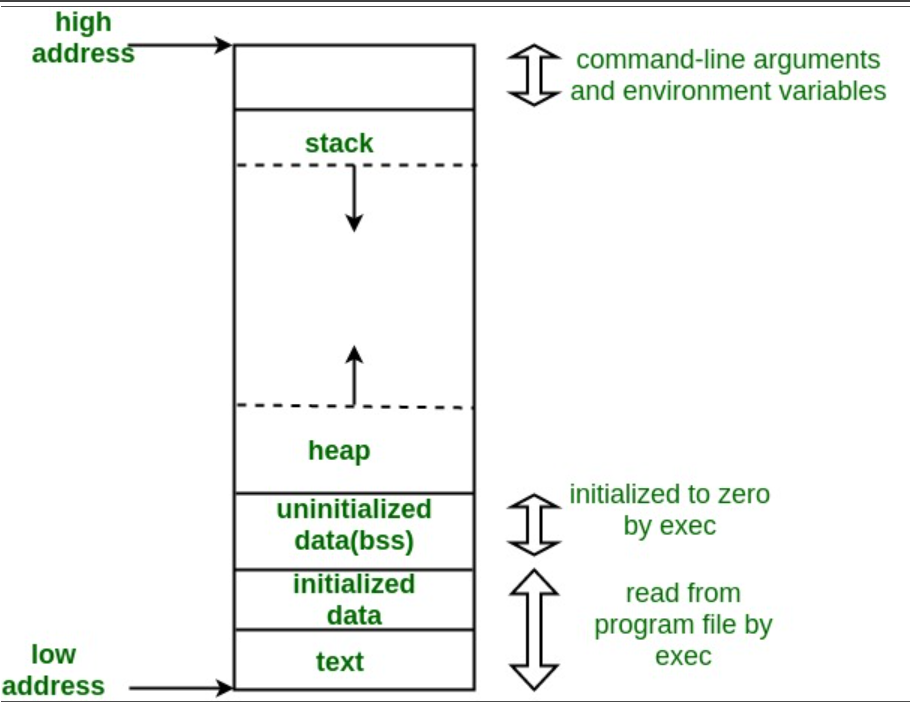 high
address
command-line arguments
and environment variables
stack
heap
uninitialized
data(bss)
initialized to zero
by exec
initialized
data
read from
program file by
exec
text
low
address